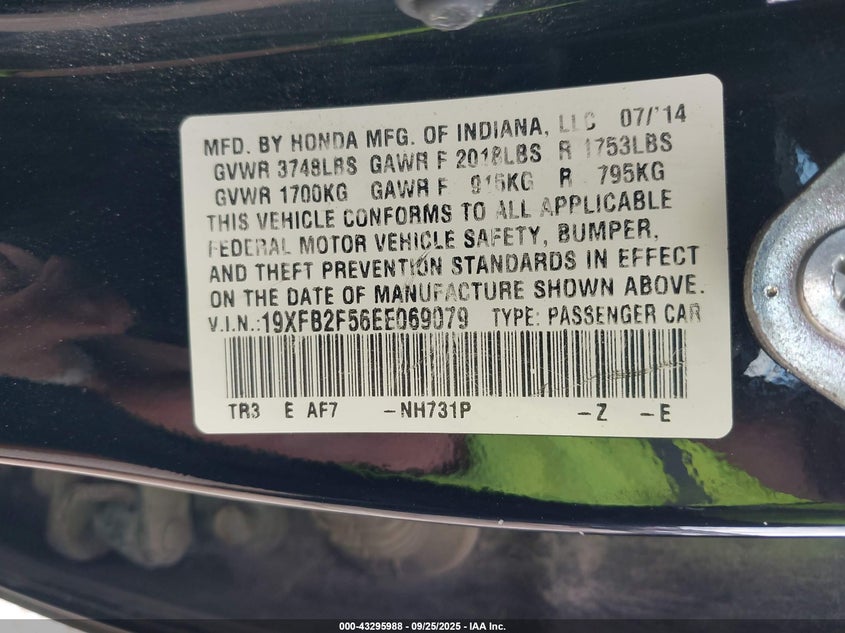 MFD. BY HONDA MFG. OF INDIANA, LLC 07/'14
GVWR 3748LBS GAWR F 2018LBS R 1753LBS
GVWR 1700KG GAWR F 915KG R 795KG
THIS VEHICLE CONFORMS TO ALL APPLICABLE
FEDERAL MOTOR VEHICLE SAFETY, BUMPER,
AND THEFT PREVENTION STANDARDS IN EFFECT
ON THE DATE OF MANUFACTURE SHOWN ABOVE.
V.I.N.:19XFB2F56EE069079 TYPE: PASSENGER CAR
TR3 E AF7 -NH731P -Z -E
000-43295988 - 09/25/2025 - IAA Inc.